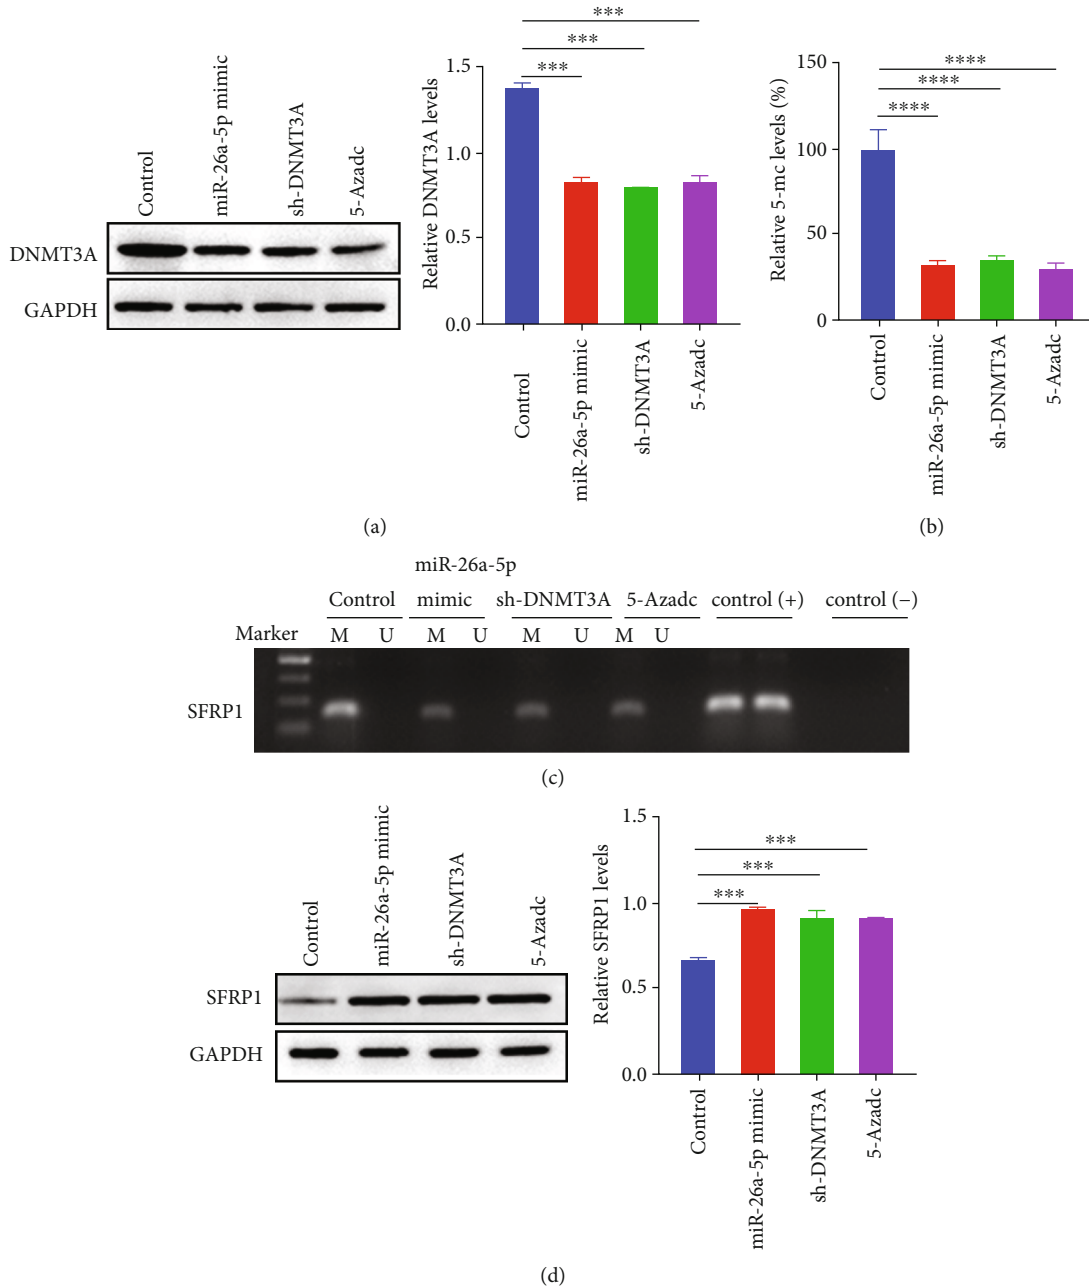 Control
miR-26a-5p mimic
sh-DNMT3A
5-Azadc
DNMT3A
GAPDH
Relative DNMT3A levels
1.5
1.0
0.5
0.0
***
***
***
Control
miR-26a-5p mimic
sh-DNMT3A
5-Azadc
(a)
Relative 5-mc levels (%)
150
100
50
0
****
****
****
Control
miR-26a-5p mimic
sh-DNMT3A
5-Azadc
(b)
miR-26a-5p
Control mimic sh-DNMT3A 5-Azadc control (+) control (−)
Marker M U M U M U M U
SFRP1
(c)
Control
miR-26a-5p mimic
sh-DNMT3A
5-Azadc
SFRP1
GAPDH
Relative SFRP1 levels
1.5
1.0
0.5
0.0
***
***
***
Control
miR-26a-5p mimic
sh-DNMT3A
5-Azadc
(d)